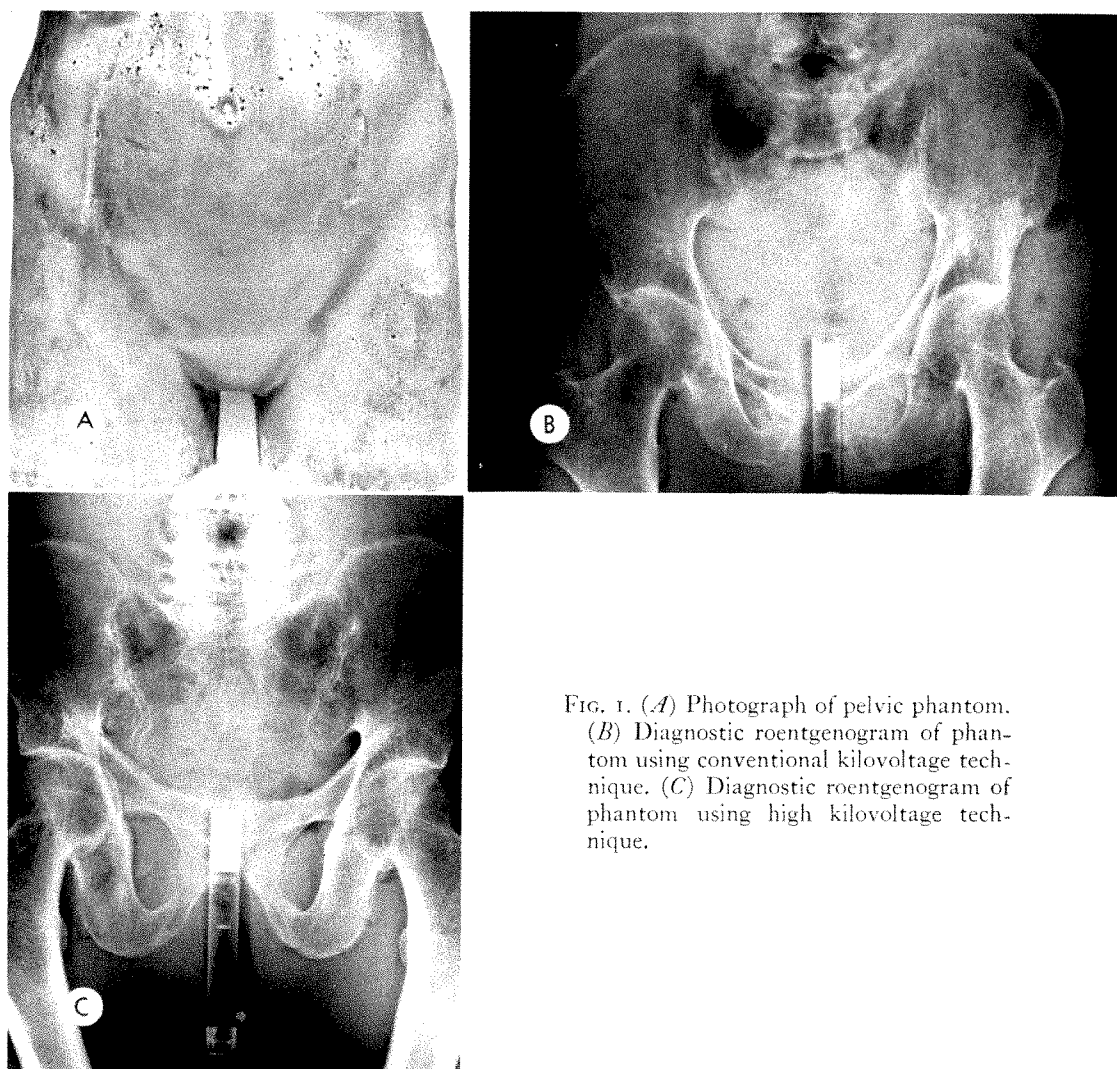 A
B
C
FIG. 1. (A) Photograph of pelvic phantom.
(B) Diagnostic roentgenogram of phan-
tom using conventional kilovoltage tech-
nique. (C) Diagnostic roentgenogram of
phantom using high kilovoltage tech-
nique.